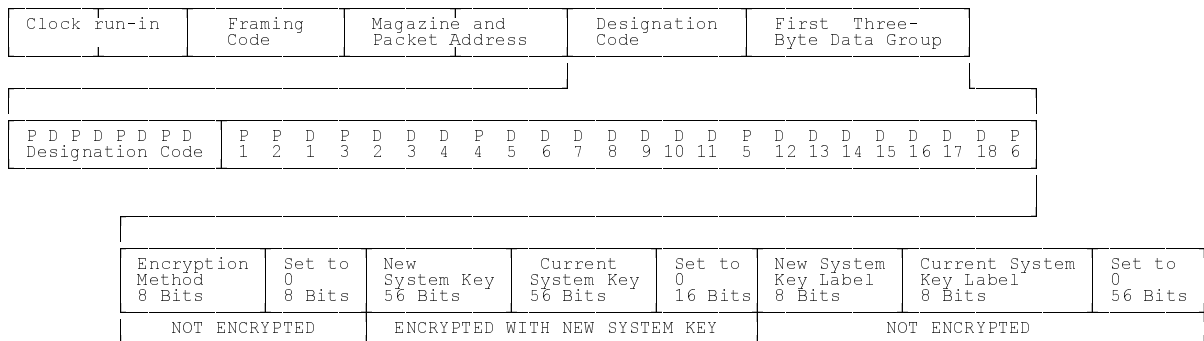 Clock run-in Framing Magazine and Designation First Three-
Code Packet Address Code Byte Data Group
P D P D P D P D P P D P D D D P D D D D D D D P D D D D D D D P
Designation Code 1 2 1 3 2 3 4 4 5 6 7 8 9 10 11 5 12 13 14 15 16 17 18 6
Encryption Set to New Current Set to New System Current System Set to
Method 0 System Key System Key 0 Key Label Key Label 0
8 Bits 8 Bits 56 Bits 56 Bits 16 Bits 8 Bits 8 Bits 56 Bits
NOT ENCRYPTED ENCRYPTED WITH NEW SYSTEM KEY NOT ENCRYPTED